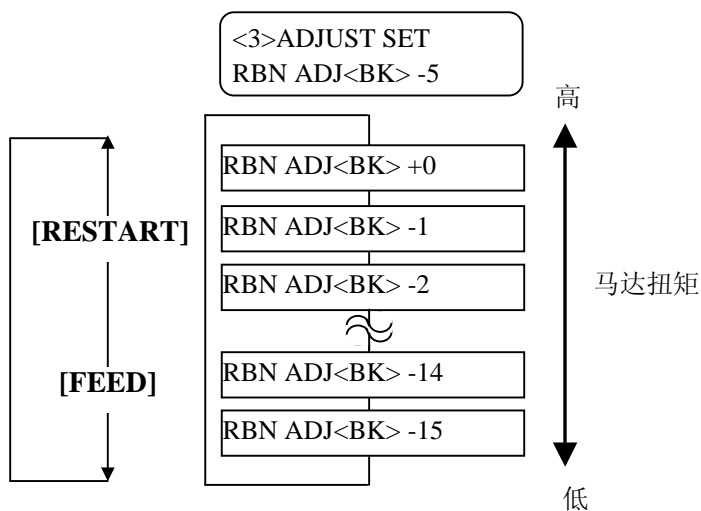 <3>ADJUST SET
RBN ADJ<BK> -5
高
RBN ADJ<BK> +0
[RESTART]
RBN ADJ<BK> -1
RBN ADJ<BK> -2
马达扭矩
[FEED]
RBN ADJ<BK> -14
RBN ADJ<BK> -15
低